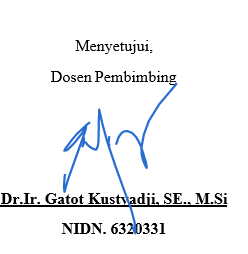 Menyetujui,
Dosen Pembimbing
Dr.Ir. Gatot Kustyadji, SE., M.Si
NIDN. 6320331